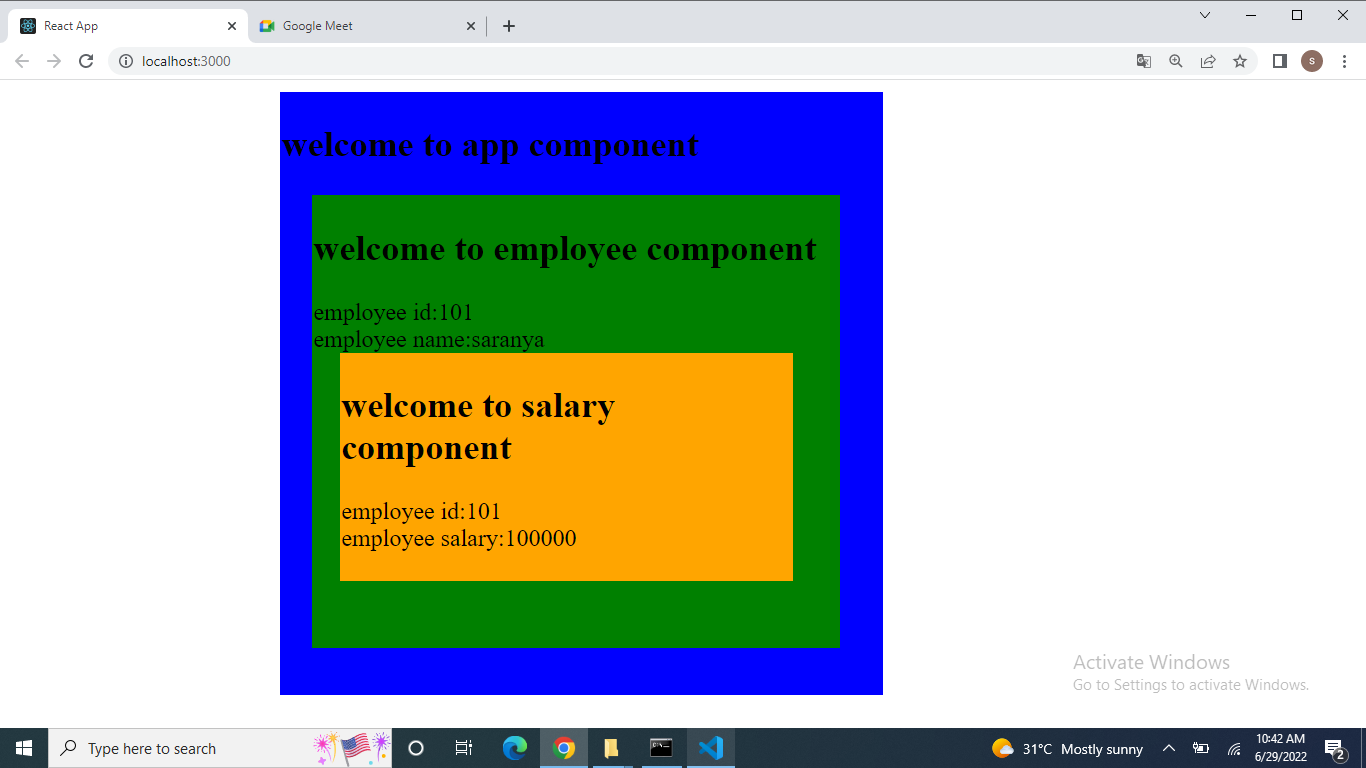 React App
Google Meet
localhost:3000
S
welcome to app component
welcome to employee component
employee id:101
employee name:saranya
welcome to salary
component
employee id:101
employee salary:100000
Activate Windows
Go to Settings to activate Windows.
Type here to search
31°C Mostly sunny
10:42 AM
6/29/2022
2